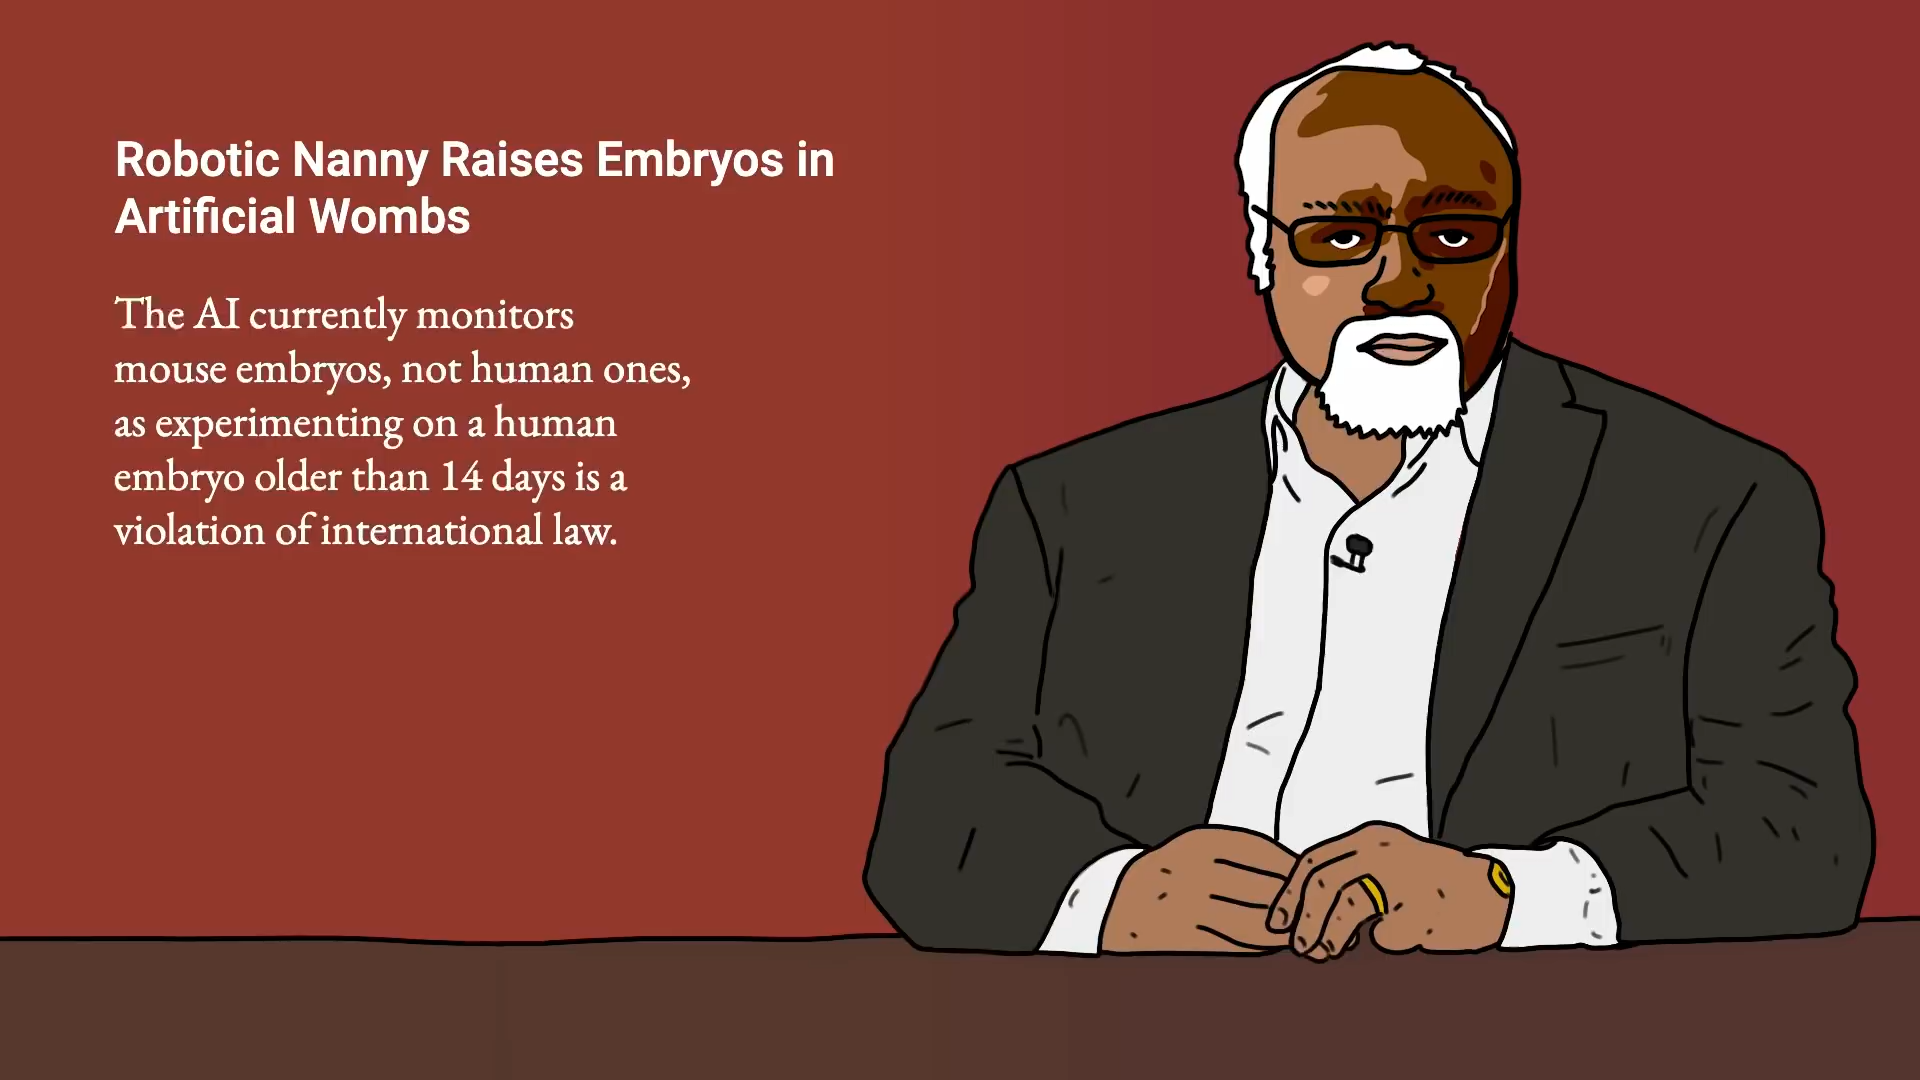 Robotic Nanny Raises Embryos in
Artificial Wombs
The AI currently monitors
mouse embryos, not human ones,
as experimenting on a human
embryo older than 14 days is a
violation of international law.